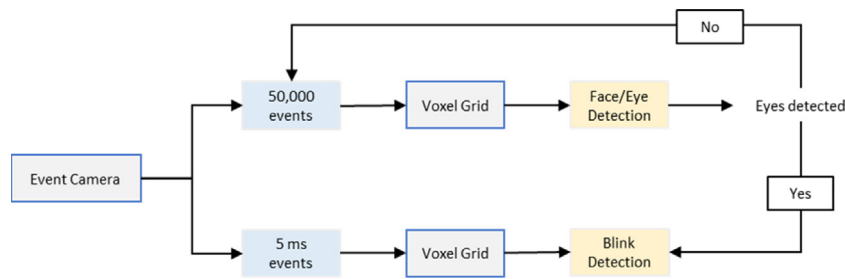 No
50,000
events
Voxel Grid
Face/Eye
Detection
Eyes detected
Event Camera
Yes
5 ms
events
Voxel Grid
Blink
Detection